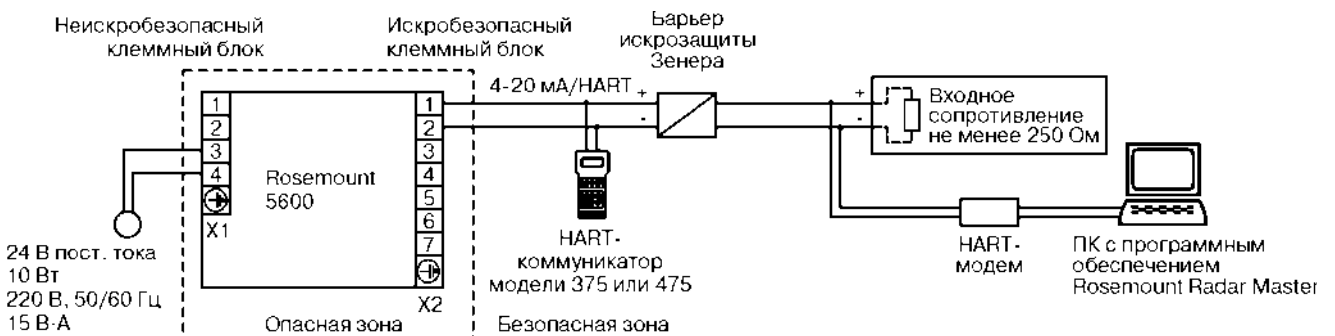 Неискробезопасный
клеммный блок
Искробезопасный
клеммный блок
Барьер
искрозащиты
Зенера
4-20 мА/HART
+
-
+
-
Входное
сопротивление
не менее 250 Ом
1
2
3
4
X1
Rosemount
5600
1
2
3
4
5
6
7
X2
24 В пост. тока
10 Вт
220 В, 50/60 Гц
15 В·А
HART-
коммуникатор
модели 375 или 475
HART-
модем
ПК с программным
обеспечением
Rosemount Radar Master
Опасная зона
Безопасная зона